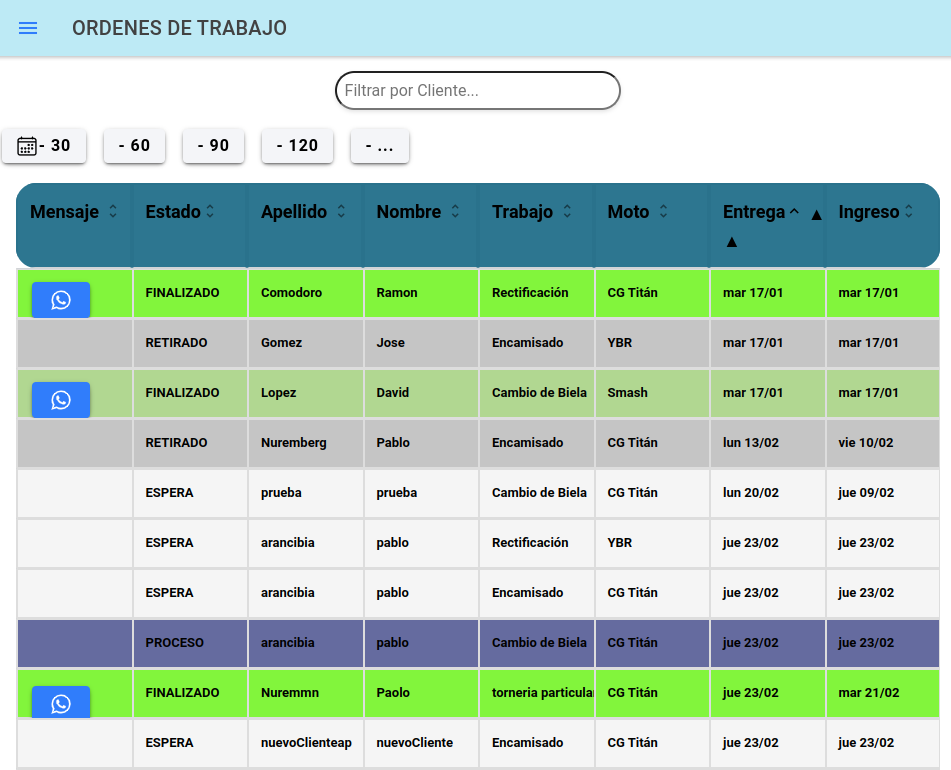 ORDENES DE TRABAJO
Filtrar por Cliente...
- 30 - 60 - 90 - 120 - ...
Mensaje Estado Apellido Nombre Trabajo Moto Entrega ▲ Ingreso
▲
FINALIZADO Comodoro Ramon Rectificación CG Titán mar 17/01 mar 17/01
RETIRADO Gomez Jose Encamisado YBR mar 17/01 mar 17/01
FINALIZADO Lopez David Cambio de Biela Smash mar 17/01 mar 17/01
RETIRADO Nuremberg Pablo Encamisado CG Titán lun 13/02 vie 10/02
ESPERA prueba prueba Cambio de Biela CG Titán lun 20/02 jue 09/02
ESPERA arancibia pablo Rectificación YBR jue 23/02 jue 23/02
ESPERA arancibia pablo Encamisado CG Titán jue 23/02 jue 23/02
PROCESO arancibia pablo Cambio de Biela CG Titán jue 23/02 jue 23/02
FINALIZADO Nuremmn Paolo torneria particular CG Titán jue 23/02 mar 21/02
ESPERA nuevoClienteap nuevoCliente Encamisado CG Titán jue 23/02 jue 23/02